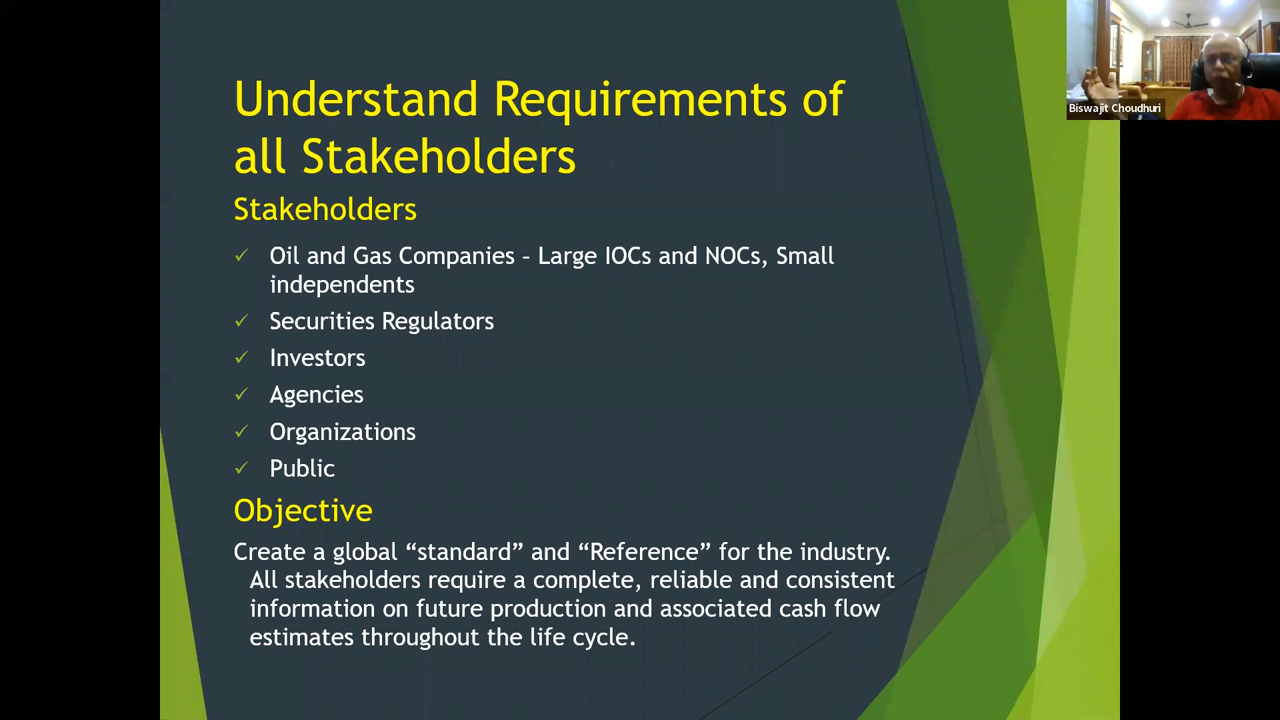 Understand Requirements of
all Stakeholders
Stakeholders
✓ Oil and Gas Companies – Large IOCs and NOCs, Small
independents
✓ Securities Regulators
✓ Investors
✓ Agencies
✓ Organizations
✓ Public
Objective
Create a global “standard” and “Reference” for the industry.
All stakeholders require a complete, reliable and consistent
information on future production and associated cash flow
estimates throughout the life cycle.
Biswajit Choudhuri